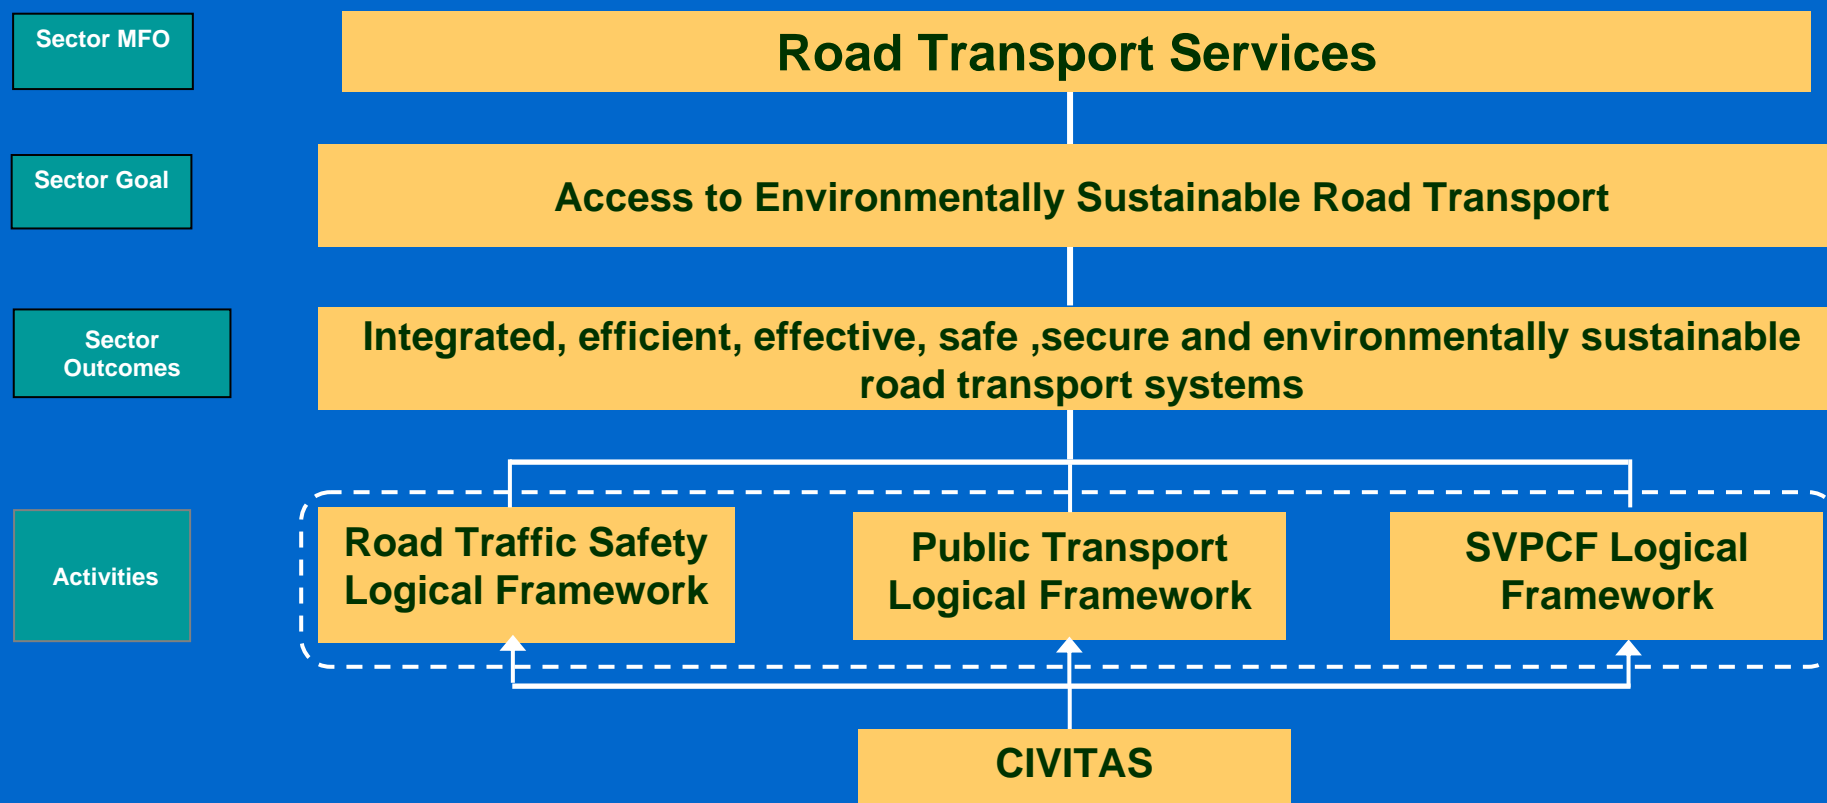 Sector MFO
Road Transport Services
Sector Goal
Access to Environmentally Sustainable Road Transport
Sector
Outcomes
Integrated, efficient, effective, safe ,secure and environmentally sustainable
road transport systems
Activities
Road Traffic Safety
Logical Framework
Public Transport
Logical Framework
SVPCF Logical
Framework
CIVITAS